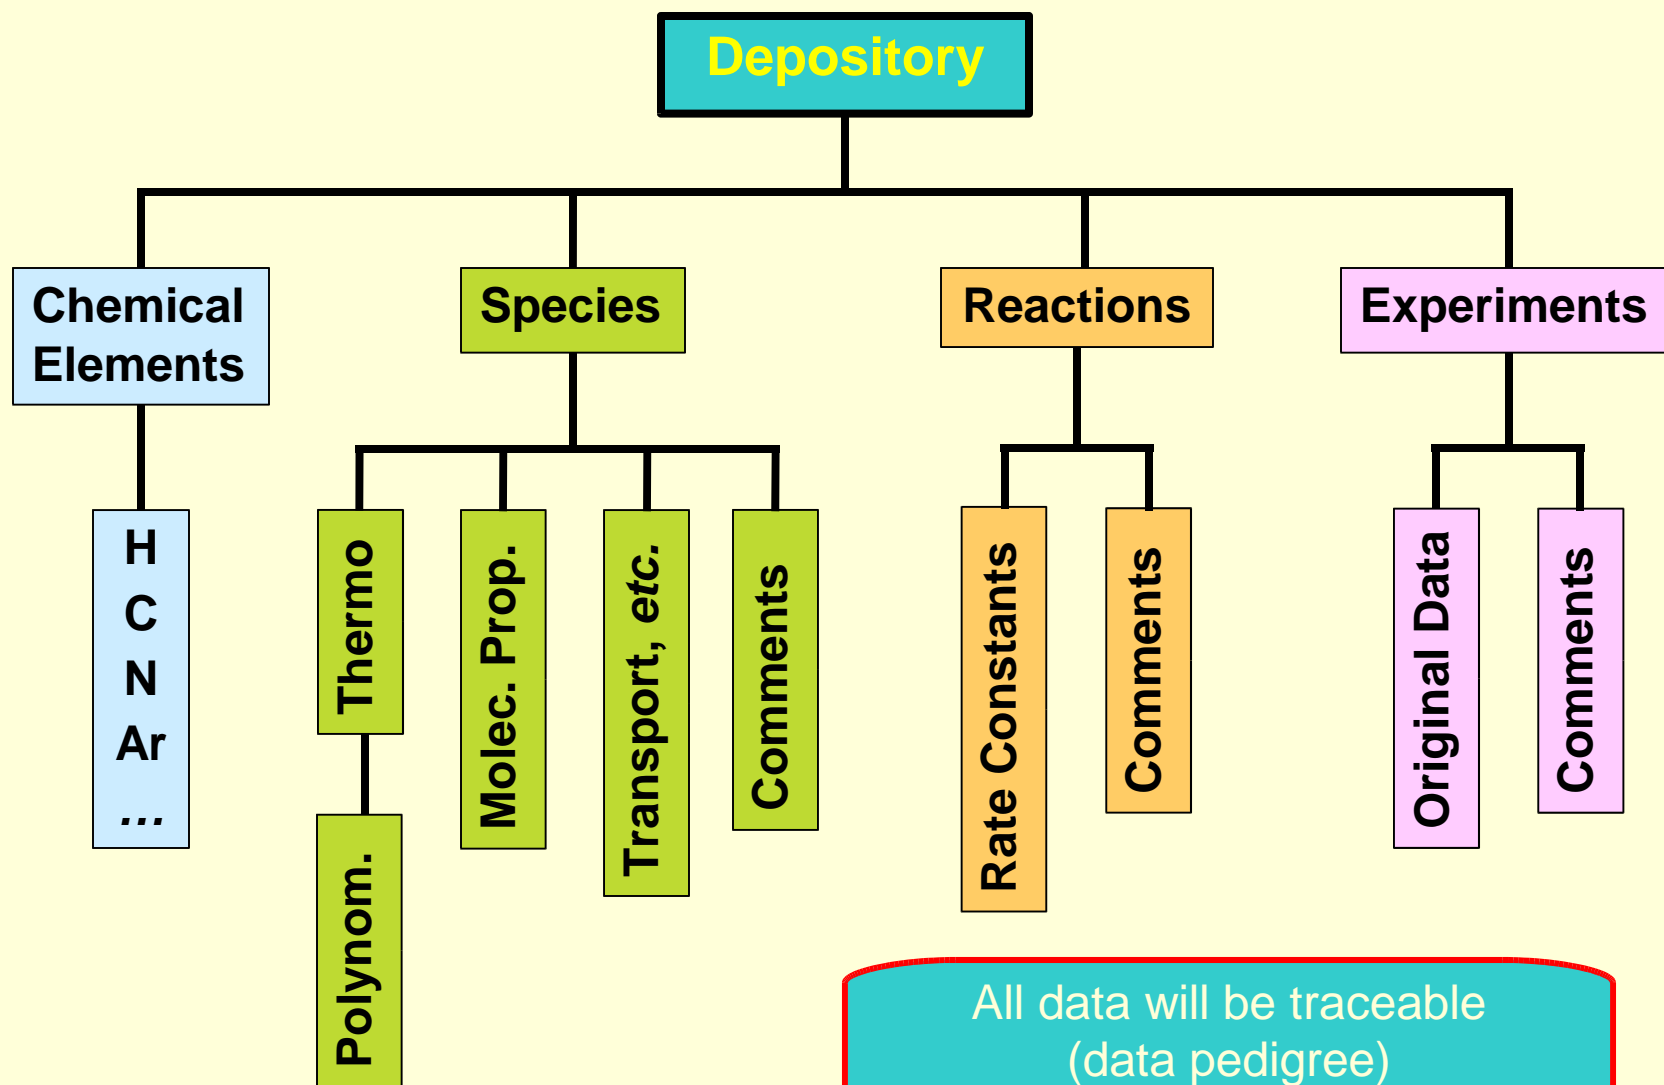 Depository
Chemical
Elements
Species
Reactions
Experiments
H
C
N
Ar
...
Thermo
Polynom.
Molec. Prop.
Transport, etc.
Comments
Rate Constants
Comments
Original Data
Comments
All data will be traceable
(data pedigree)